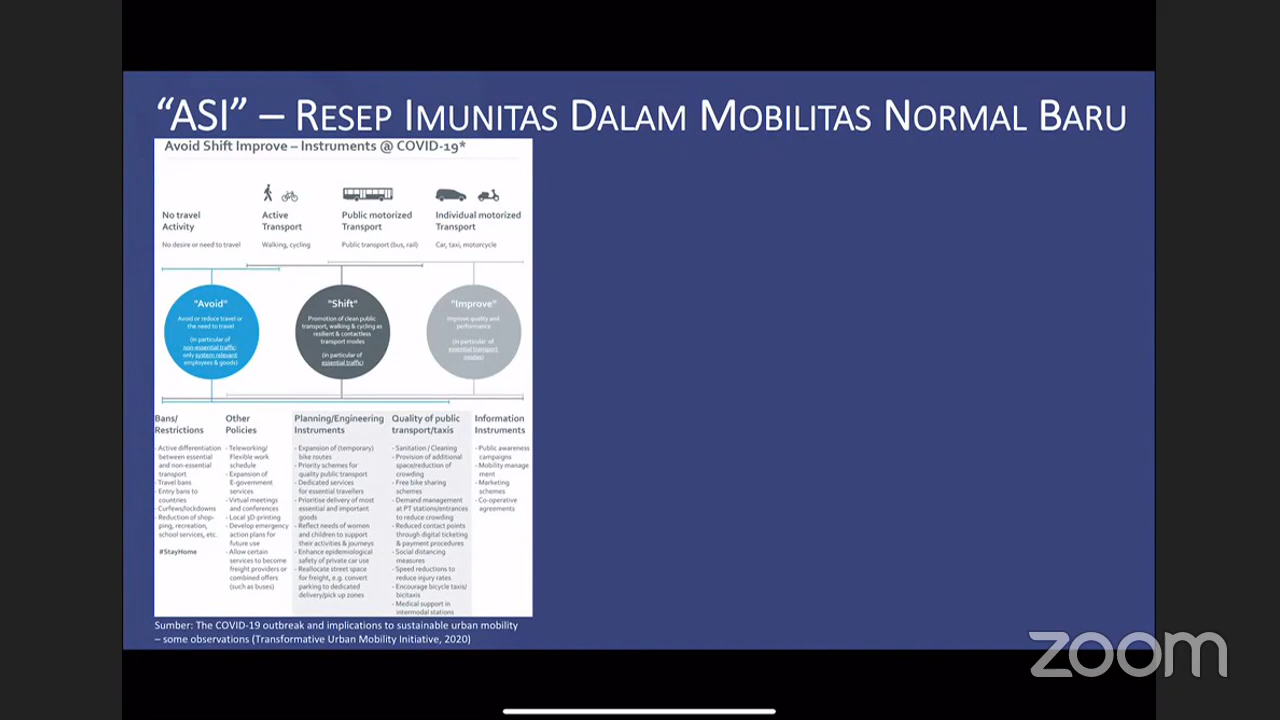 “ASI” – RESEP IMUNITAS DALAM MOBILITAS NORMAL BARU
Avoid Shift Improve – Instruments @ COVID-19*
No travel
Activity
No desire or need to travel
Active
Transport
Walking, cycling
Public motorized
Transport
Public transport (bus, rail)
Individual motorized
Transport
Car, taxi, motorcycle
"Avoid"
Avoid or reduce travel or
the need to travel
(in particular of
non-essential traffic:
only system relevant
employees & goods)
"Shift"
Promotion of clean public
transport, walking & cycling as
resilient & contactless
transport modes
(in particular of
essential traffic)
"Improve"
Improve quality and
performance
(in particular of
essential transport
modes)
Bans/
Restrictions
- Active differentiation
between essential
and non-essential
transport
- Travel bans
- Entry bans to
countries
- Curfews/lockdowns
- Reduction of shop-
ping, recreation,
school services, etc.
#StayHome
Other
Policies
- Teleworking/
Flexible work
schedule
- Expansion of
E-government
services
- Virtual meetings
and conferences
- Local 3D-printing
- Develop emergency
action plans for
future use
- Allow certain
services to become
freight providers or
combined offers
(such as buses)
Planning/Engineering
Instruments
- Expansion of (temporary)
bike routes
- Priority schemes for
quality public transport
- Dedicated services
for essential travellers
- Prioritise delivery of most
essential and important
goods
- Reflect needs of women
and children to support
their activities & journeys
- Enhance epidemiological
safety of private car use
- Reallocate street space
for freight, e.g. convert
parking to dedicated
delivery/pick up zones
Quality of public
transport/taxis
- Sanitation / Cleaning
- Provision of additional
space/reduction of
crowding
- Free bike sharing
schemes
- Demand management
at PT stations/entrances
to reduce crowding
- Reduced contact points
through digital ticketing
& payment procedures
- Social distancing
measures
- Speed reductions to
reduce injury rates
- Encourage bicycle taxis/
bicitaxis
- Medical support in
intermodal stations
Information
Instruments
- Public awareness
campaigns
- Mobility manage
ment
- Marketing
schemes
- Co-operative
agreements
Sumber: The COVID-19 outbreak and implications to sustainable urban mobility
– some observations (Transformative Urban Mobility Initiative, 2020)
zoom